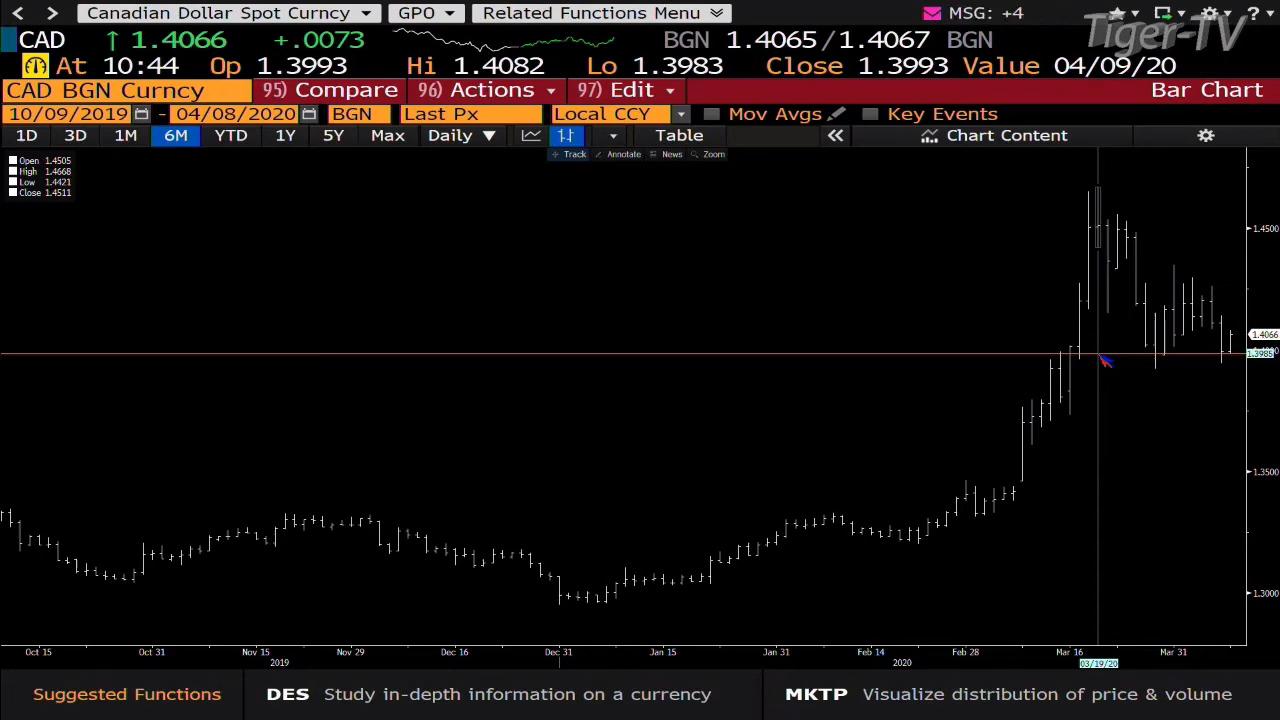 Canadian Dollar Spot Curncy GPO Related Functions Menu MSG: +4 ?
Tiger-TV
CAD ↑ 1.4066 +.0073 BGN 1.4065/1.4067 BGN
At 10:44 Op 1.3993 Hi 1.4082 Lo 1.3983 Close 1.3993 Value 04/09/20
CAD BGN Curncy 95) Compare 96) Actions 97) Edit Bar Chart
10/09/2019 - 04/08/2020 BGN Last Px Local CCY Mov Avgs Key Events
1D 3D 1M 6M YTD 1Y 5Y Max Daily ▼ Table « Chart Content
Track Annotate News Zoom
Open 1.4505
High 1.4668
Low 1.4421
Close 1.4511
1.4500
1.4066
1.3985
1.3500
1.3000
Oct 15 Oct 31 Nov 15 Nov 29 Dec 16 Dec 31 Jan 15 Jan 31 Feb 14 Feb 28 Mar 16 Mar 31
2019 2020 03/19/20
Suggested Functions DES Study in-depth information on a currency MKTP Visualize distribution of price & volume